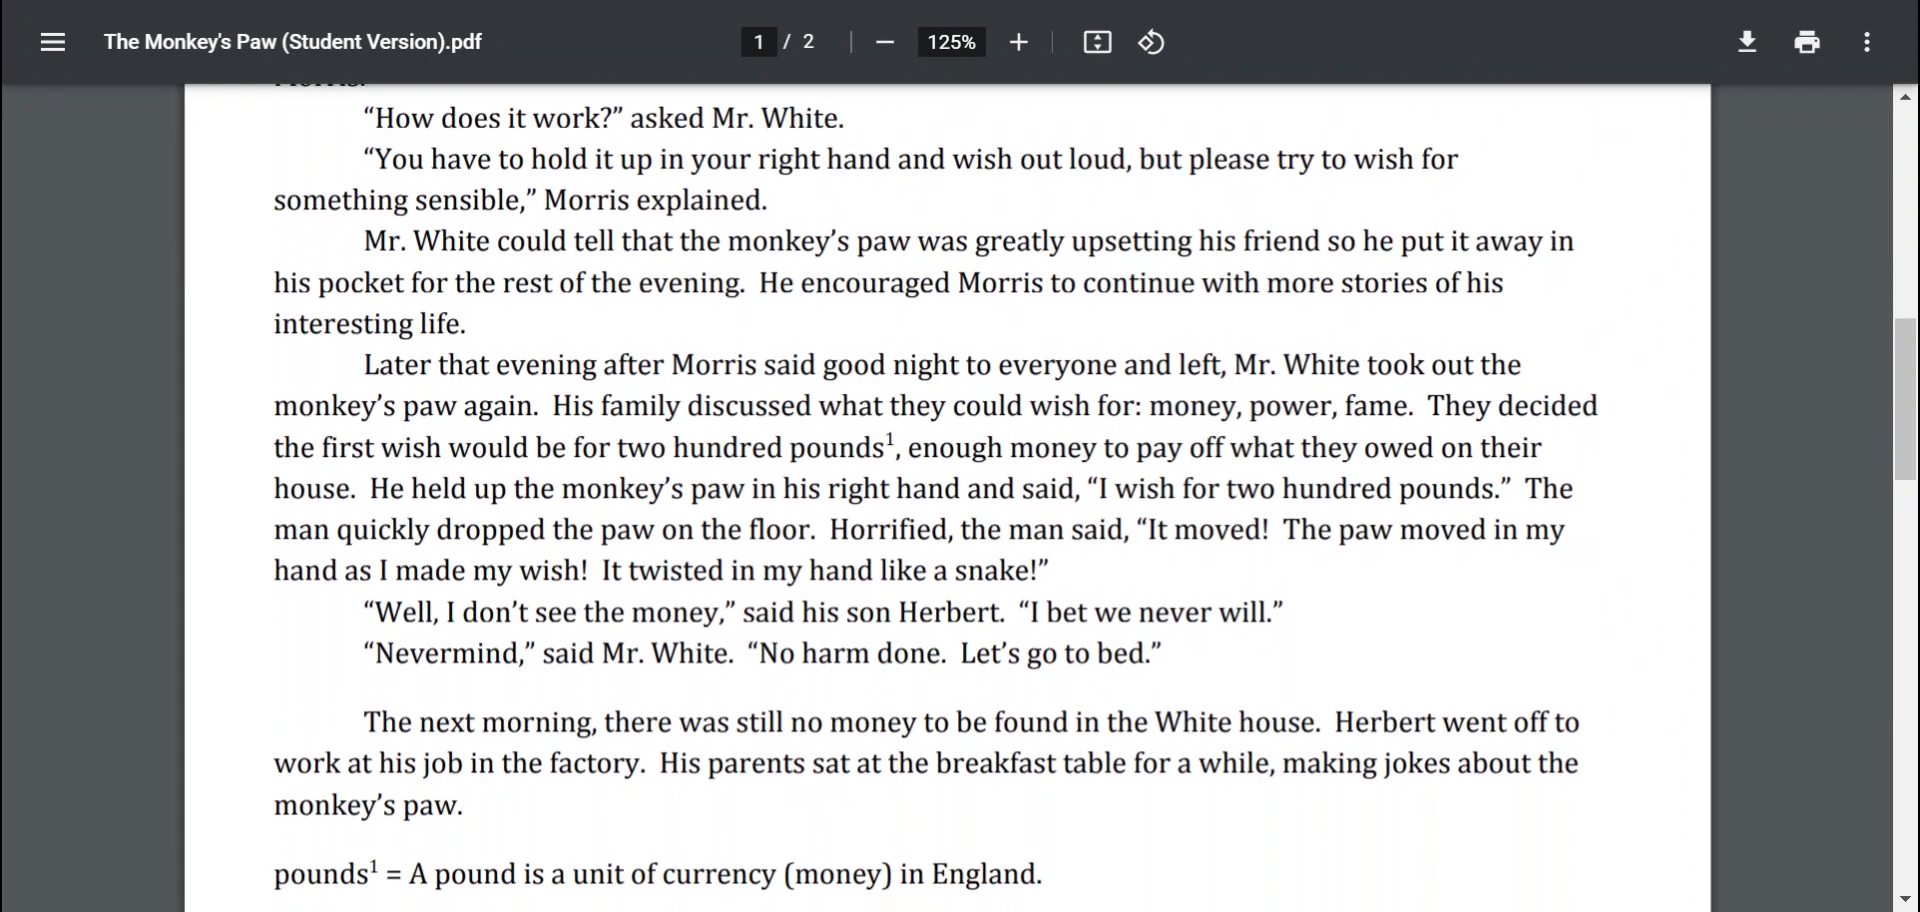 The Monkey's Paw (Student Version).pdf
1 / 2
125%
“How does it work?” asked Mr. White.
“You have to hold it up in your right hand and wish out loud, but please try to wish for
something sensible,” Morris explained.
Mr. White could tell that the monkey’s paw was greatly upsetting his friend so he put it away in
his pocket for the rest of the evening.  He encouraged Morris to continue with more stories of his
interesting life.
Later that evening after Morris said good night to everyone and left, Mr. White took out the
monkey’s paw again.  His family discussed what they could wish for: money, power, fame.  They decided
the first wish would be for two hundred pounds¹, enough money to pay off what they owed on their
house.  He held up the monkey’s paw in his right hand and said, “I wish for two hundred pounds.”  The
man quickly dropped the paw on the floor.  Horrified, the man said, “It moved!  The paw moved in my
hand as I made my wish!  It twisted in my hand like a snake!”
“Well, I don’t see the money,” said his son Herbert.  “I bet we never will.”
“Nevermind,” said Mr. White.  “No harm done.  Let’s go to bed.”
The next morning, there was still no money to be found in the White house.  Herbert went off to
work at his job in the factory.  His parents sat at the breakfast table for a while, making jokes about the
monkey’s paw.
pounds¹ = A pound is a unit of currency (money) in England.